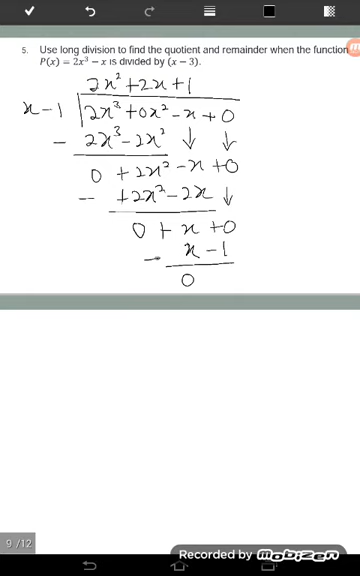 5. Use long division to find the quotient and remainder when the function
P(x) = 2x³ − x is divided by (x − 3).
2x² + 2x + 1
x − 1 2x³ + 0x² − x + 0
− 2x³ − 2x² ↓ ↓
0 + 2x² − x + 0
− + 2x² − 2x ↓
0 + x + 0
− x − 1
0
9 / 12
Recorded by Mobizen